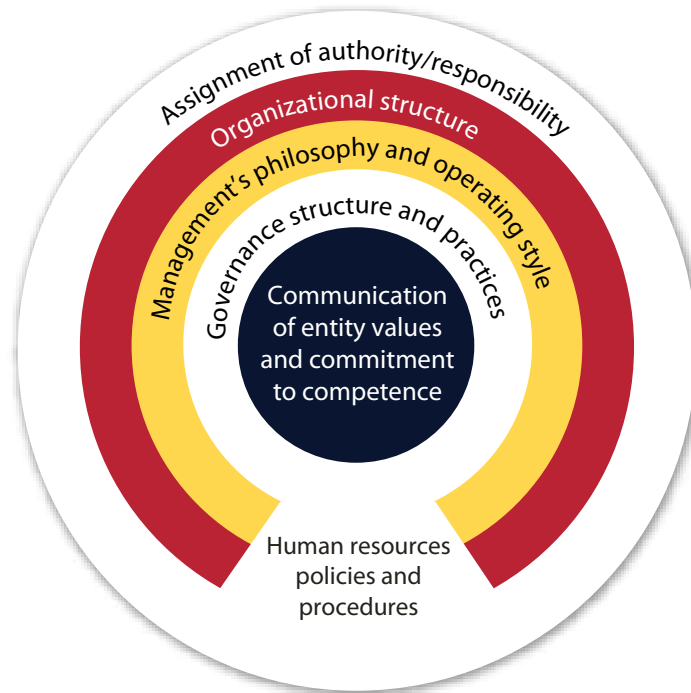 Assignment of authority/responsibility
Organizational structure
Management's philosophy and operating style
Governance structure and practices
Communication
of entity values
and commitment
to competence
Human resources
policies and
procedures